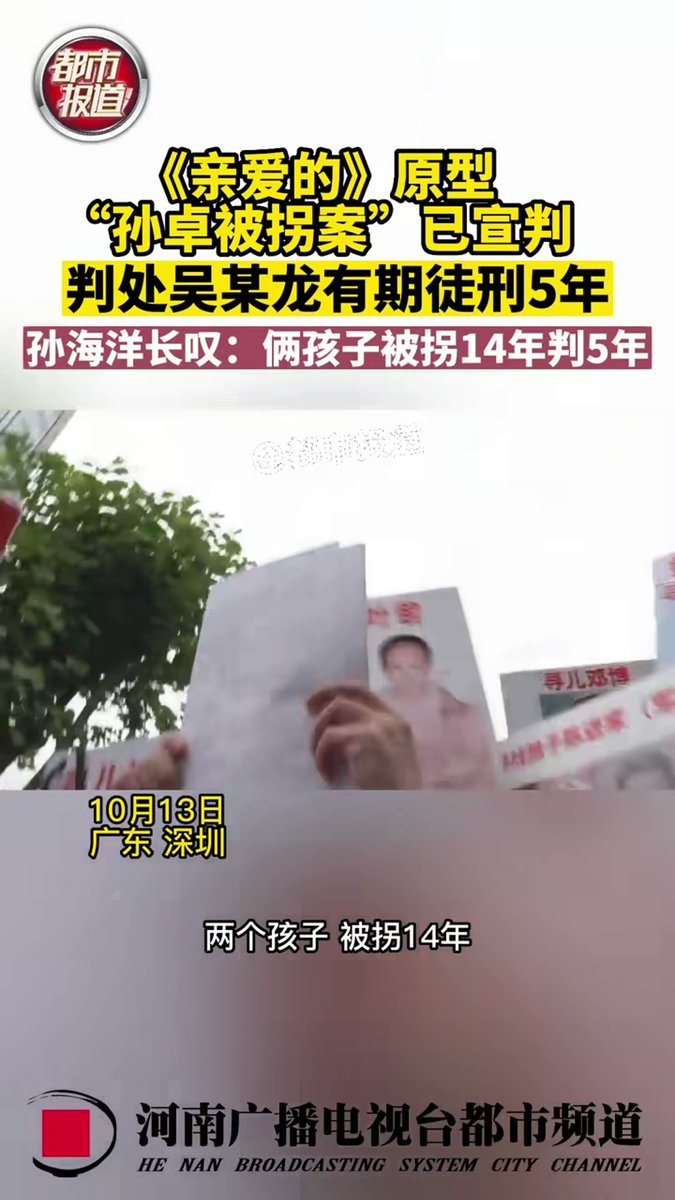 都市
报道
《亲爱的》原型
“孙卓被拐案”已宣判
判处吴某龙有期徒刑5年
孙海洋长叹：俩孩子被拐14年判5年
@都市报道
寻儿邓博
10月13日
广东 深圳
两个孩子 被拐14年
河南广播电视台都市频道
HE NAN BROADCASTING SYSTEM CITY CHANNEL